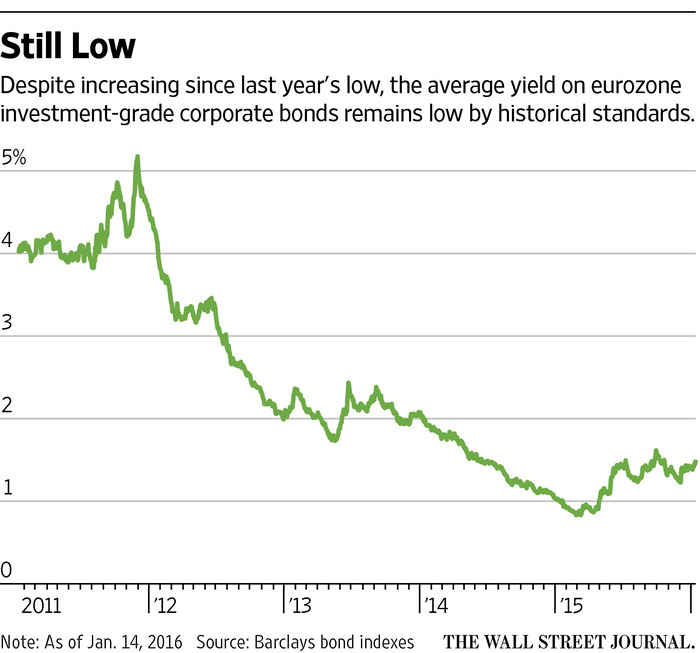 Still Low
Despite increasing since last year's low, the average yield on eurozone
investment-grade corporate bonds remains low by historical standards.
5%
4
3
2
1
0
2011 '12 '13 '14 '15
Note: As of Jan. 14, 2016 Source: Barclays bond indexes THE WALL STREET JOURNAL.